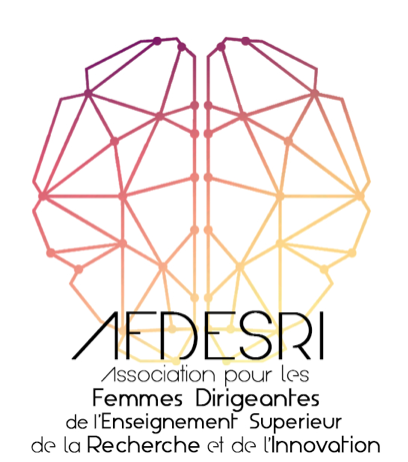 AFDESRI
Association pour les
Femmes Dirigeantes
de l'Enseignement Superieur
de la Recherche et de l'Innovation